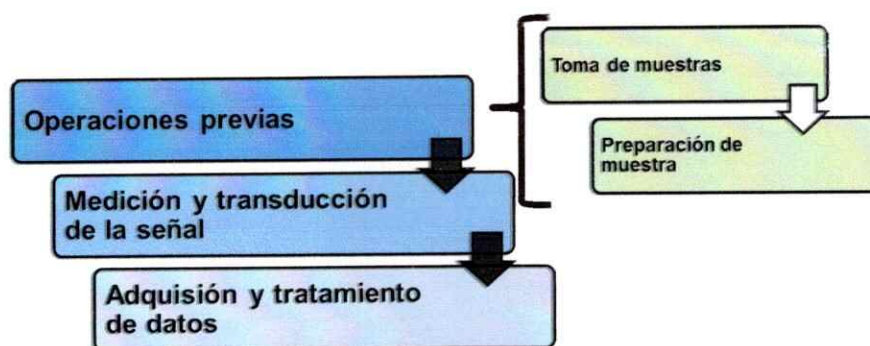 Operaciones previas
Toma de muestras
Preparación de
muestra
Medición y transducción
de la señal
Adquisión y tratamiento
de datos